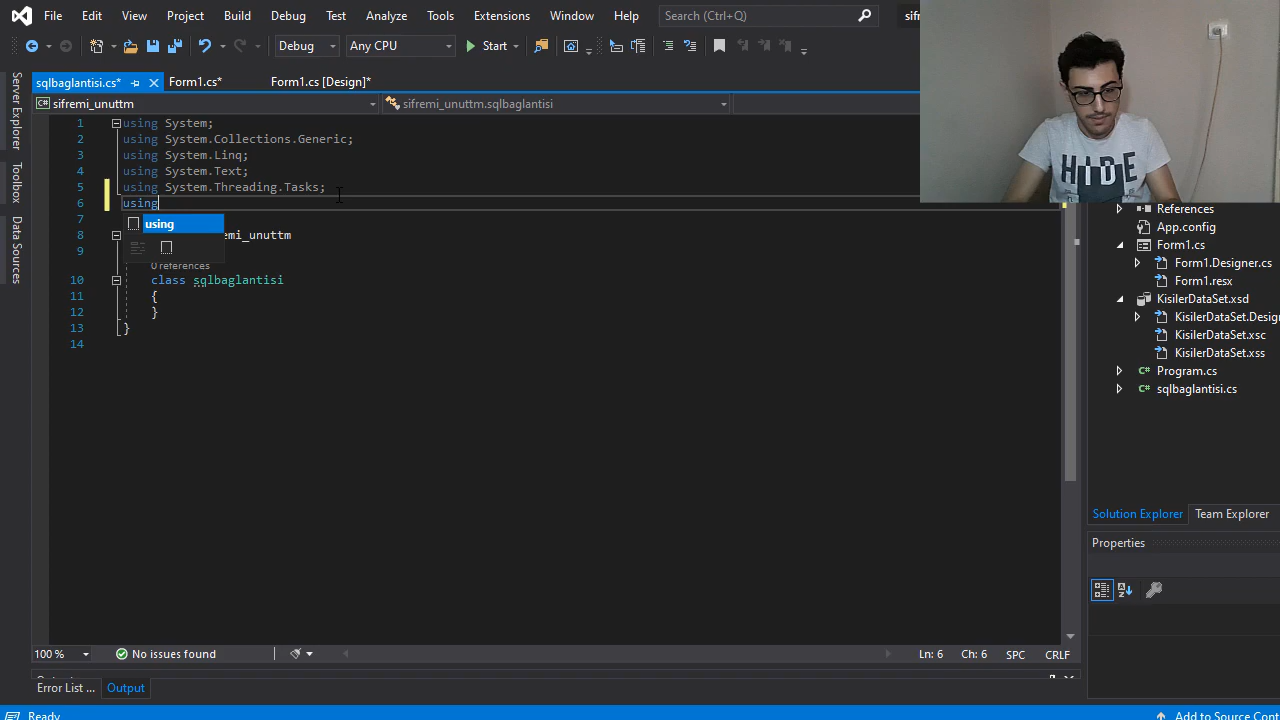 File Edit View Project Build Debug Test Analyze Tools Extensions Window Help Search (Ctrl+Q)
Debug Any CPU Start
sqlbaglantisi.cs* Form1.cs* Form1.cs [Design]*
sifremi_unuttm sifremi_unuttm.sqlbaglantisi
Server Explorer
Toolbox
Data Sources
1 using System;
2 using System.Collections.Generic;
3 using System.Linq;
4 using System.Text;
5 using System.Threading.Tasks;
6 using
7 using
8 emi_unuttm
9
0 references
10 class sqlbaglantisi
11 {
12 }
13 }
14
HIDE
References
App.config
Form1.cs
Form1.Designer.cs
Form1.resx
KisilerDataSet.xsd
KisilerDataSet.Desig
KisilerDataSet.xsc
KisilerDataSet.xss
Program.cs
sqlbaglantisi.cs
Solution Explorer Team Explorer
Properties
100 % No issues found Ln: 6 Ch: 6 SPC CRLF
Error List ... Output
Ready Add to Source Cont